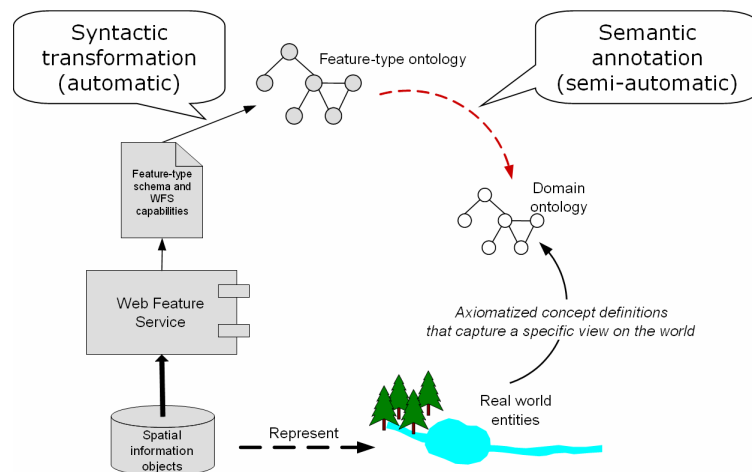 Syntactic
transformation
(automatic)
Feature-type ontology
Semantic
annotation
(semi-automatic)
Feature-type
schema and
WFS
capabilities
Domain
ontology
Web Feature
Service
Axiomatized concept definitions
that capture a specific view on the world
Real world
entities
Spatial
information
objects
Represent